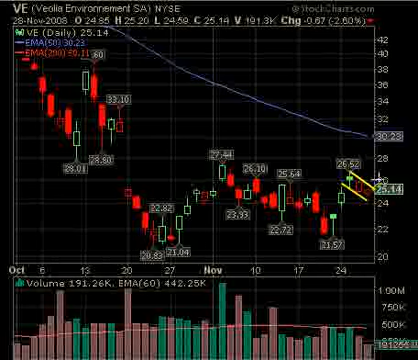 VE (Veolia Environnement SA) NYSE © StockCharts.com
28-Nov-2008 O 24.85 H 25.20 L 24.59 C 25.14 V 191.3K Chg -0.67 (-2.60%)
VE (Daily) 25.14
EMA(50) 30.23
EMA(200)
42
40
38
36
34
33.10
32
30.23
30
28.01
28.60
27.44
26.10
25.64
26.52
28
25.14
24
23.93
22.82
22.72
22
21.57
21.04
20.83
20
Oct 6 13 20 27 Nov 10 17 24
Volume 191.26K, EMA(60) 442.25K
1.00M
750K
500K
250K